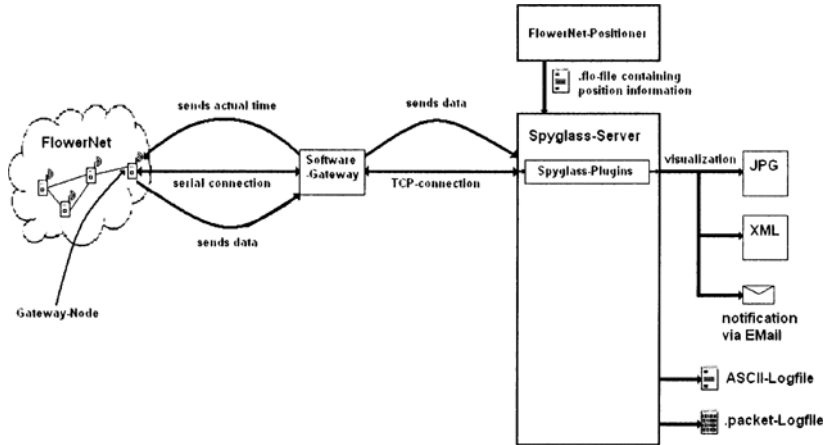 FlowerNet-Positioner
.flo-file containing
position information
sends actual time
sends data
FlowerNet
Spyglass-Server
Software
-Gateway
visualization
JPG
Spyglass-Plugins
serial connection
TCP-connection
sends data
XML
Gateway-Node
notification
via EMail
ASCII-Logfile
.packet-Logfile